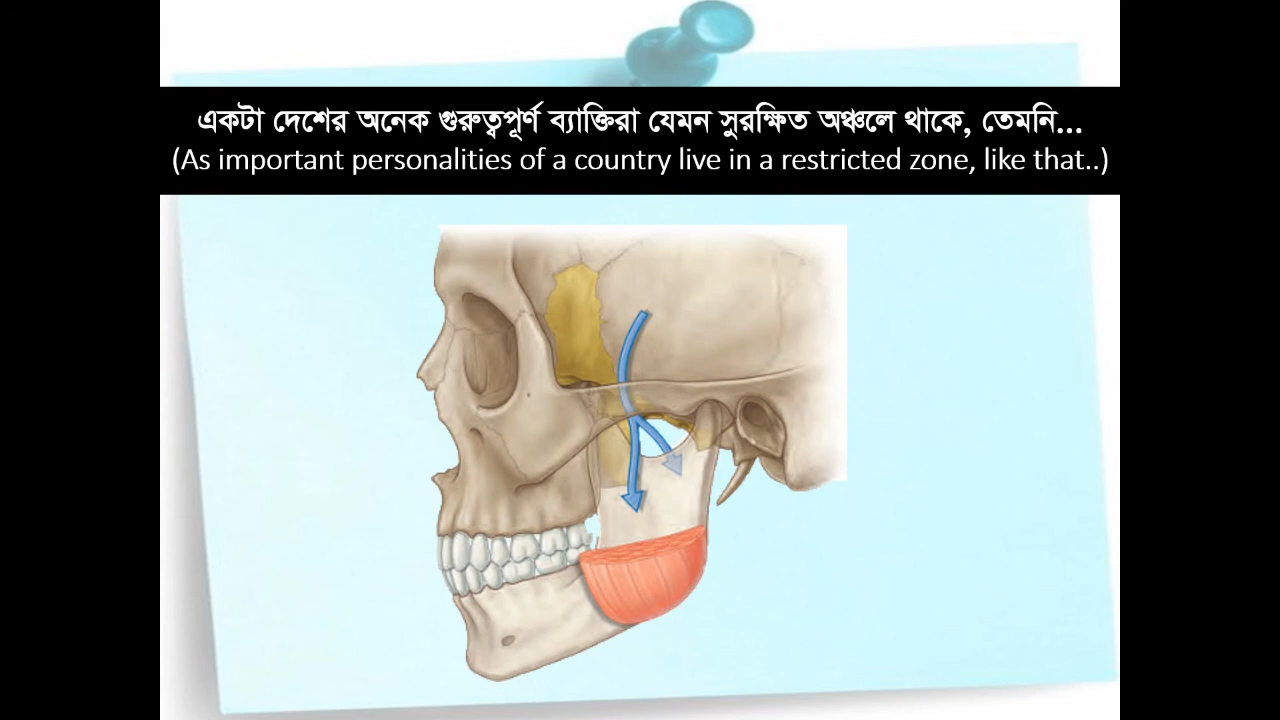 একটা দেশের অনেক গুরুত্বপূর্ণ ব্যাক্তিরা যেমন সুরক্ষিত অঞ্চলে থাকে, তেমনি...
(As important personalities of a country live in a restricted zone, like that..)